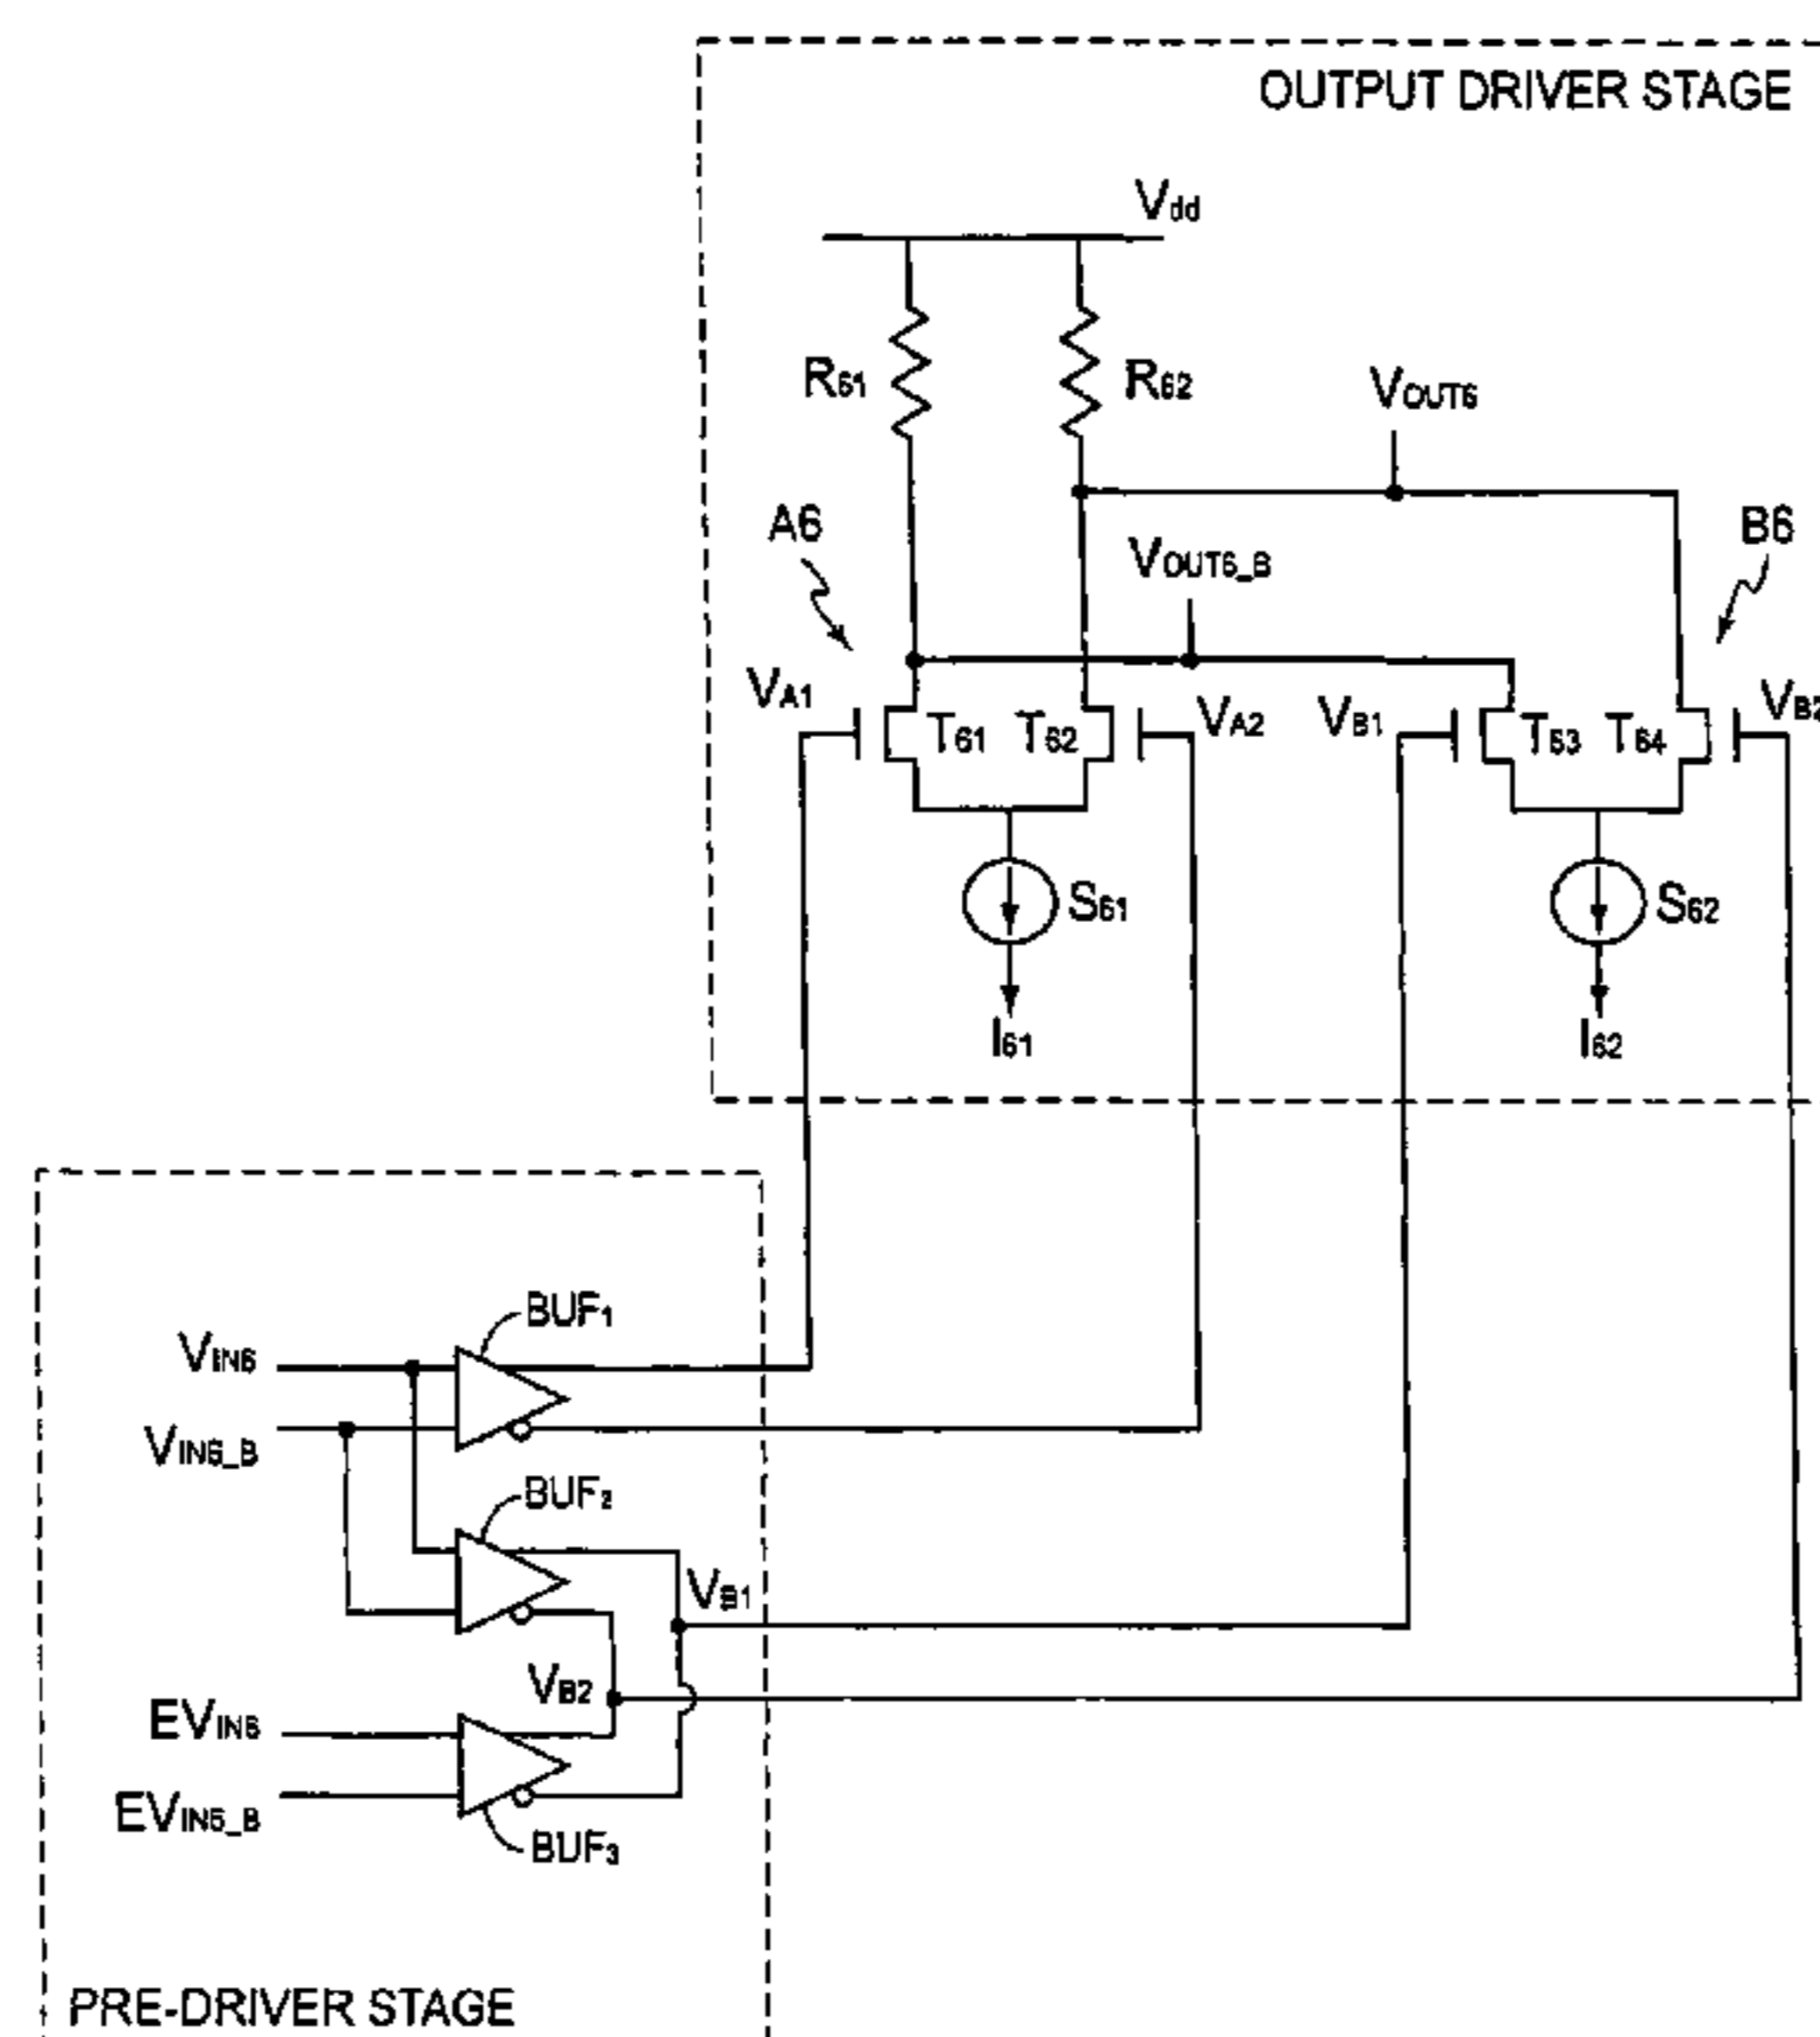 OUTPUT DRIVER STAGE
Vdd
R61
R62
VOUT6
A6
VOUT6_B
B6
VA1
T61
T62
VA2
VB1
T63
T64
VB2
S61
S62
I61
I62
BUF1
VIN6
VIN6_B
BUF2
VB1
VB2
EVIN6
EVIN6_B
BUF3
PRE-DRIVER STAGE